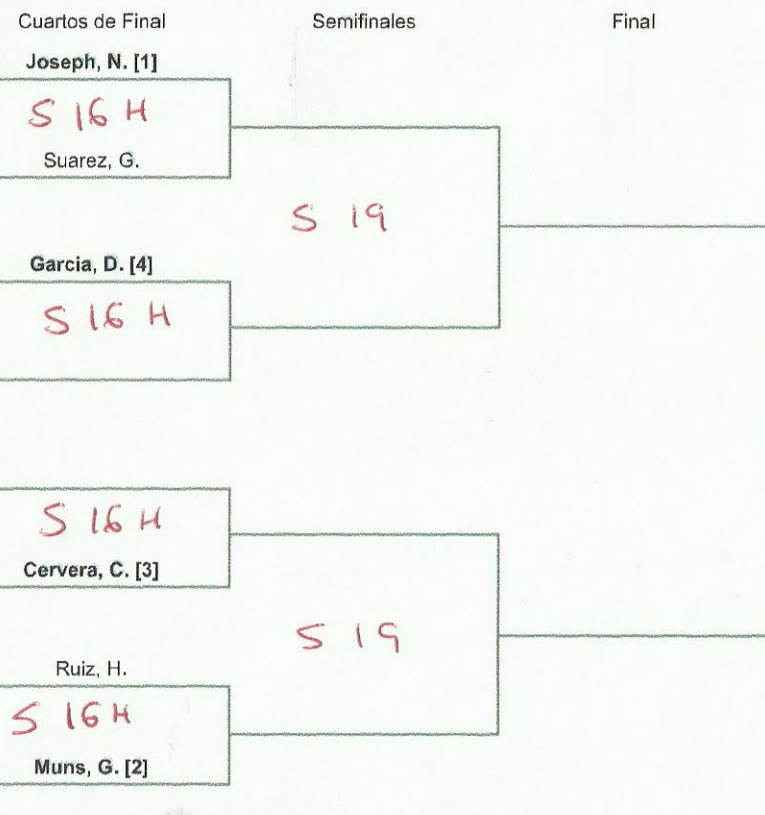 Cuartos de Final Semifinales Final
Joseph, N. [1]
S 16 H
Suarez, G.
S 19
Garcia, D. [4]
S 16 H
S 16 H
Cervera, C. [3]
S 19
Ruiz, H.
S 16 H
Muns, G. [2]